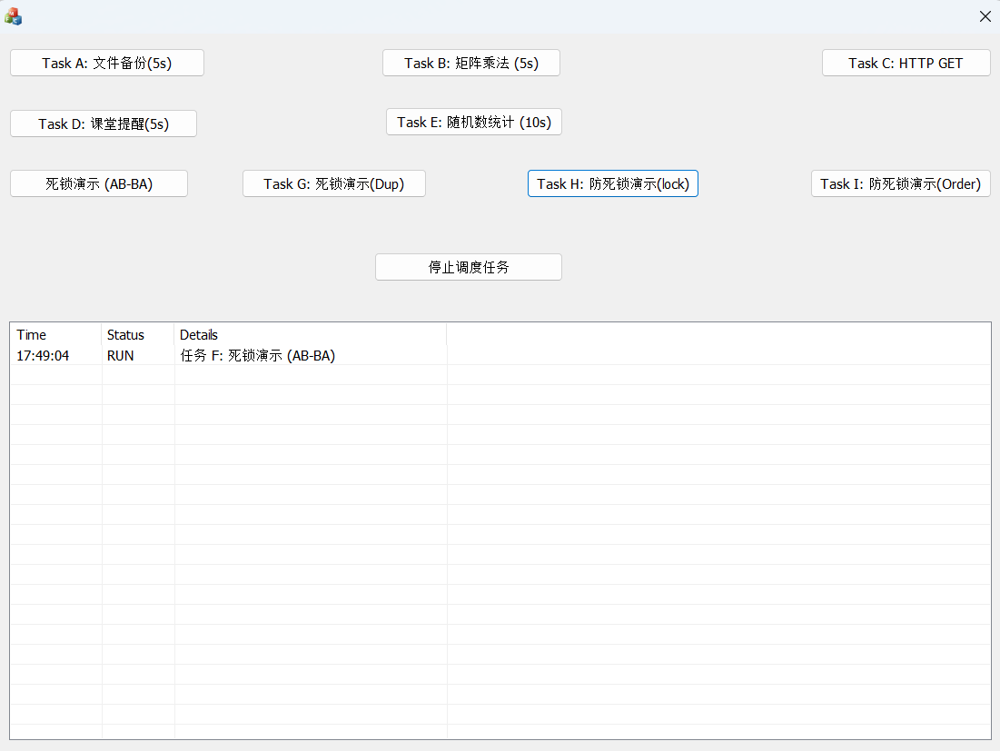 Task A: 文件备份(5s)
Task B: 矩阵乘法 (5s)
Task C: HTTP GET
Task D: 课堂提醒(5s)
Task E: 随机数统计 (10s)
死锁演示 (AB-BA)
Task G: 死锁演示(Dup)
Task H: 防死锁演示(lock)
Task I: 防死锁演示(Order)
停止调度任务
Time Status Details
17:49:04 RUN 任务 F: 死锁演示 (AB-BA)